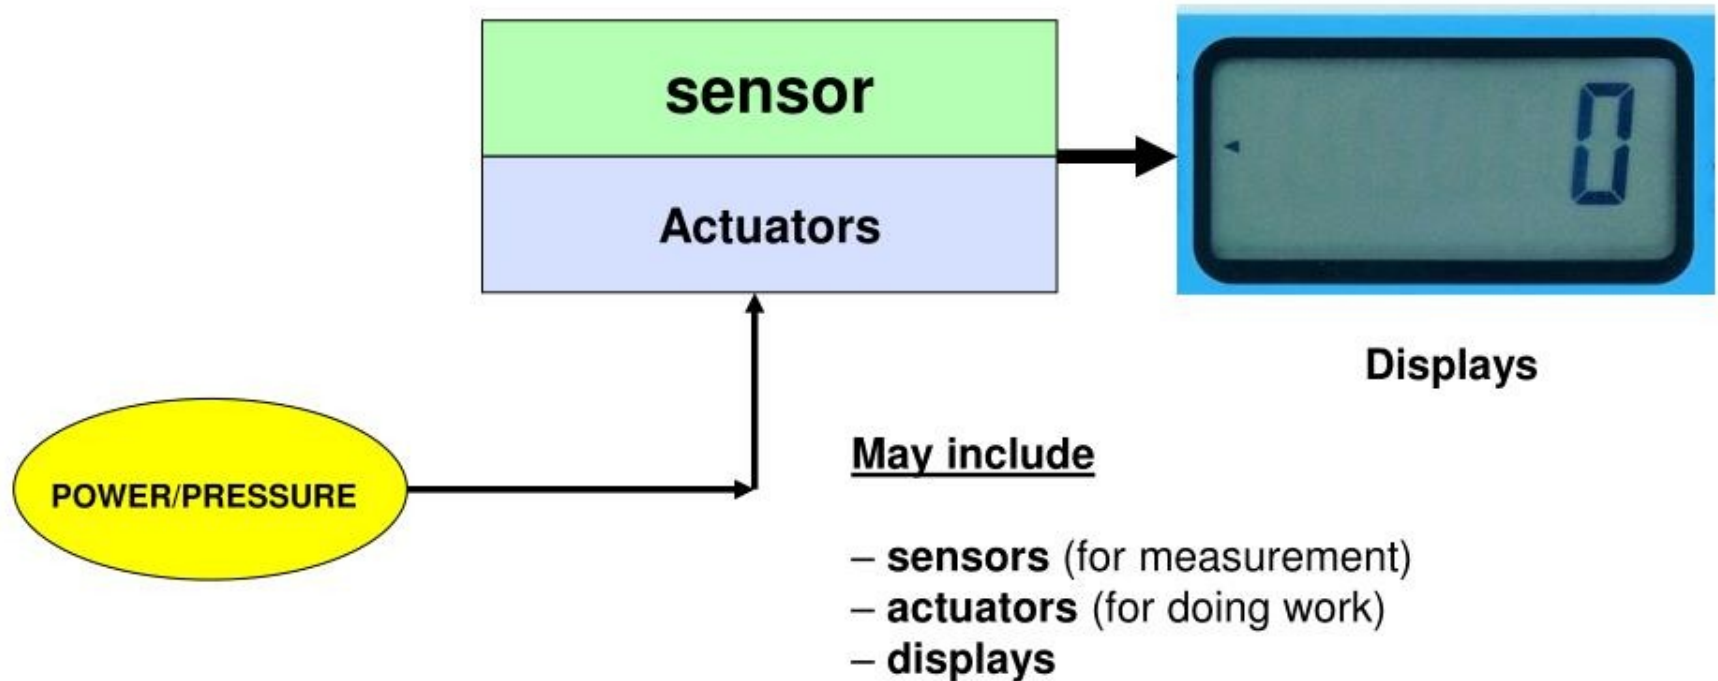 sensor
Actuators
0
Displays
POWER/PRESSURE
May include
– sensors (for measurement)
– actuators (for doing work)
– displays